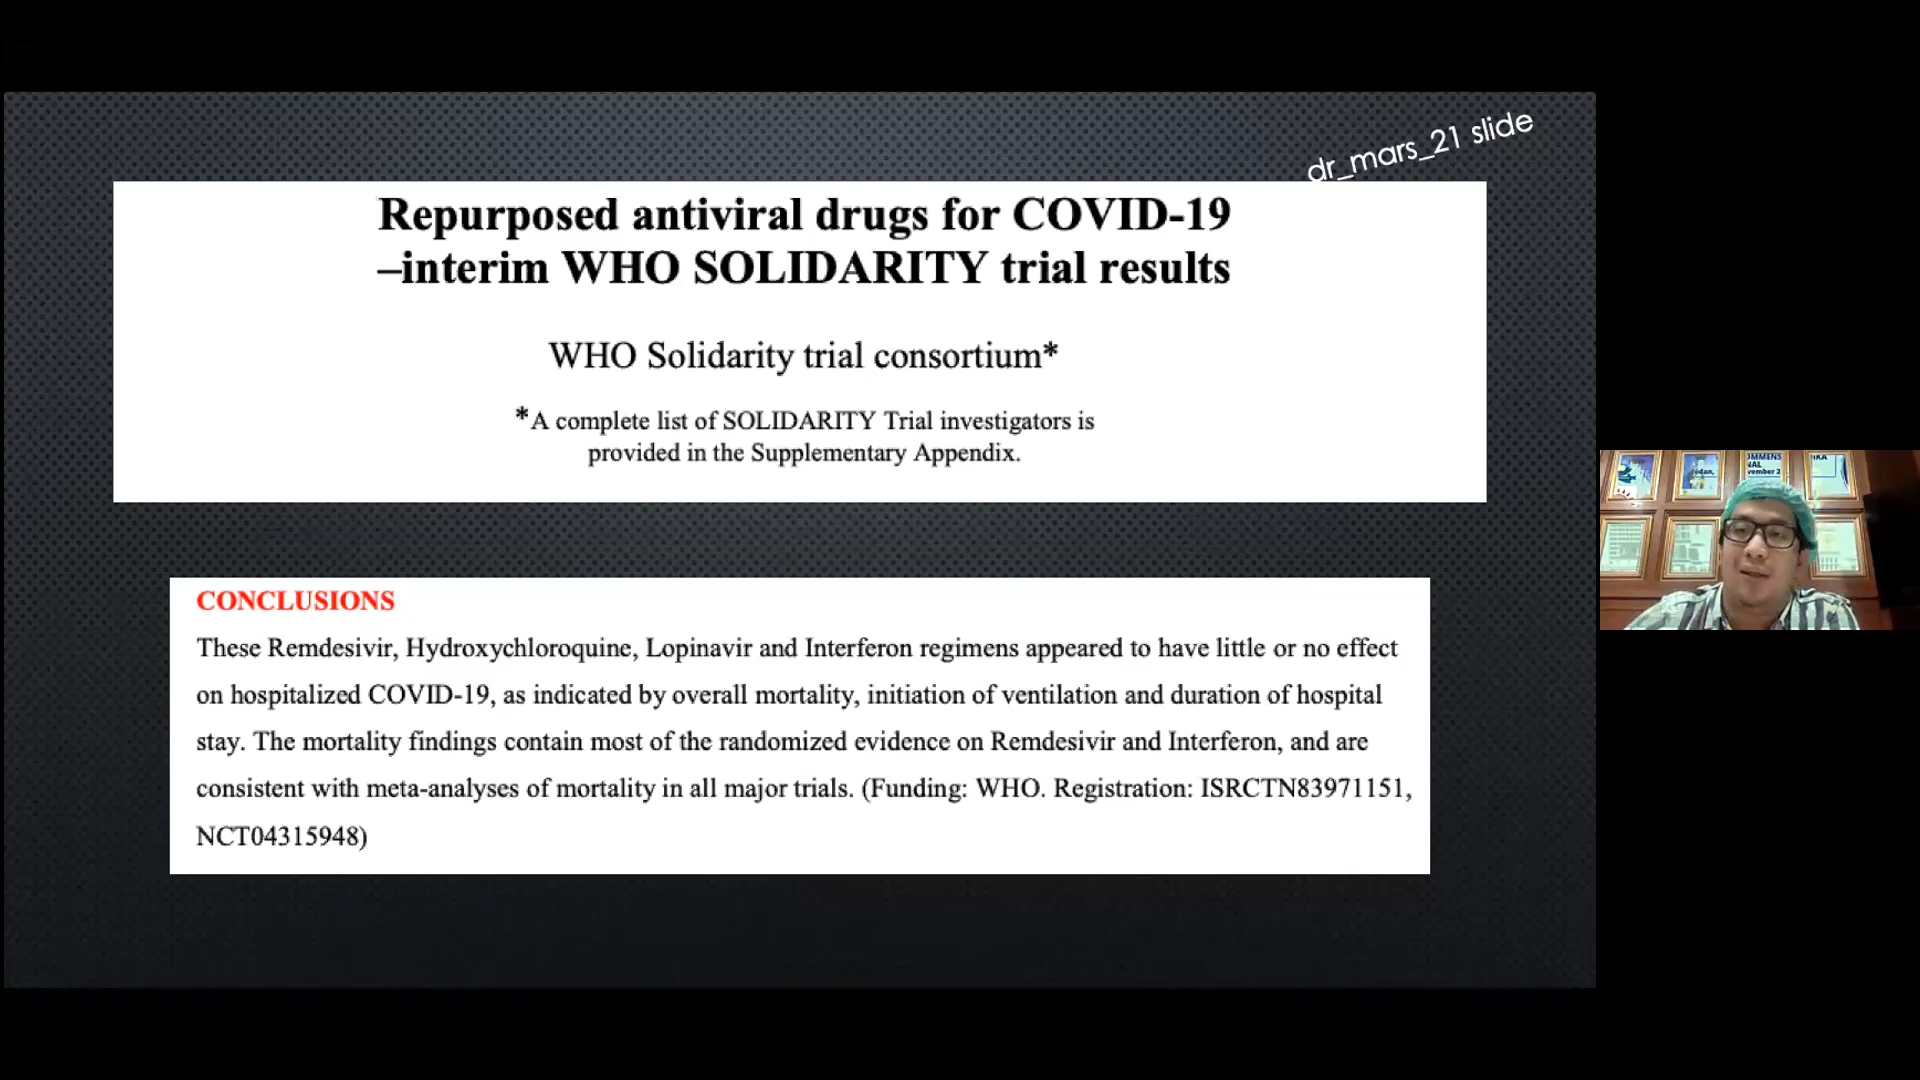 dr_mars_21 slide
Repurposed antiviral drugs for COVID-19
–interim WHO SOLIDARITY trial results
WHO Solidarity trial consortium*
*A complete list of SOLIDARITY Trial investigators is
provided in the Supplementary Appendix.
CONCLUSIONS
These Remdesivir, Hydroxychloroquine, Lopinavir and Interferon regimens appeared to have little or no effect
on hospitalized COVID-19, as indicated by overall mortality, initiation of ventilation and duration of hospital
stay. The mortality findings contain most of the randomized evidence on Remdesivir and Interferon, and are
consistent with meta-analyses of mortality in all major trials. (Funding: WHO. Registration: ISRCTN83971151,
NCT04315948)